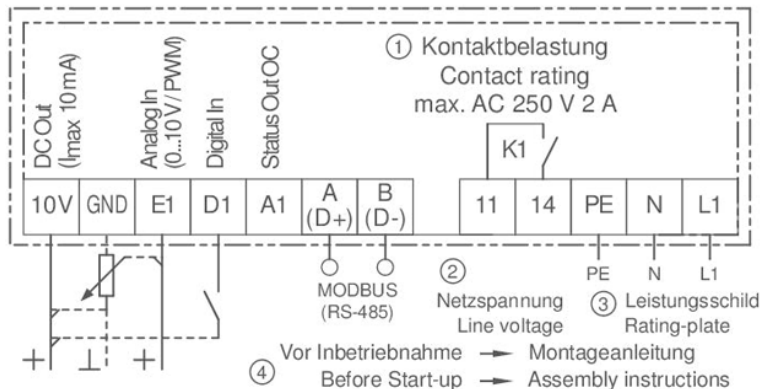 ① Kontaktbelastung
Contact rating
max. AC 250 V 2 A
DC Out
(Imax 10 mA)
Analog In
(0...10 V / PWM)
Digital In
Status Out OC
K1
10V GND E1 D1 A1 A (D+) B (D-) 11 14 PE N L1
MODBUS
(RS-485)
PE N L1
② Netzspannung
Line voltage
③ Leistungsschild
Rating-plate
④ Vor Inbetriebnahme → Montageanleitung
Before Start-up → Assembly instructions
+ ⊥ +